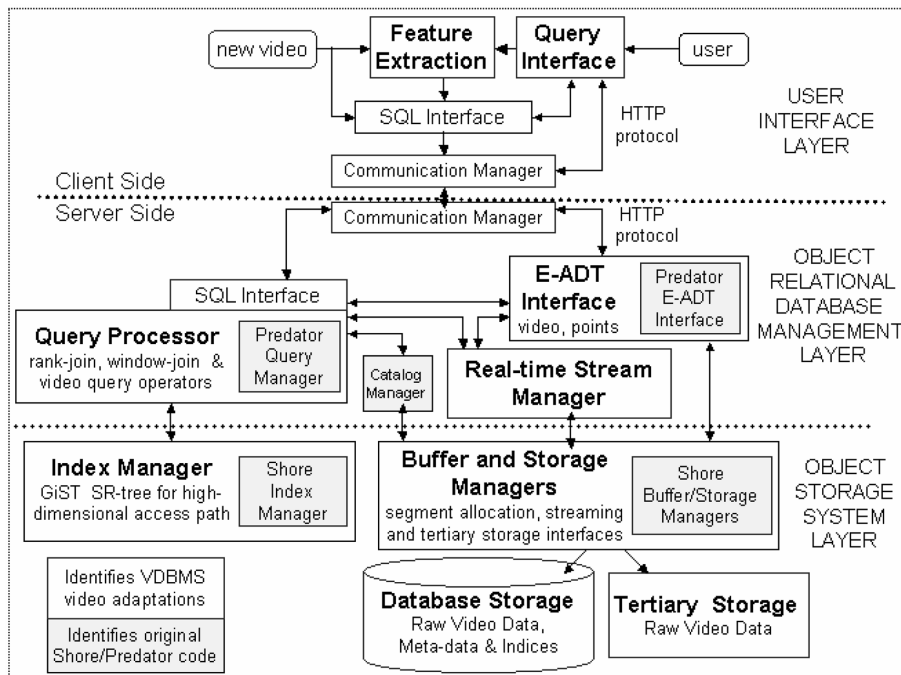 new video
Feature
Extraction
Query
Interface
user
SQL Interface
HTTP
protocol
USER
INTERFACE
LAYER
Communication Manager
Client Side
Server Side
Communication Manager
HTTP
protocol
SQL Interface
Query Processor
rank-join, window-join &
video query operators
Predator
Query
Manager
Catalog
Manager
E-ADT
Interface
video, points
Predator
E-ADT
Interface
Real-time Stream
Manager
OBJECT
RELATIONAL
DATABASE
MANAGEMENT
LAYER
Index Manager
GiST SR-tree for high-
dimensional access path
Shore
Index
Manager
Buffer and Storage
Managers
segment allocation, streaming
and tertiary storage interfaces
Shore
Buffer/Storage
Managers
OBJECT
STORAGE
SYSTEM
LAYER
Identifies VDBMS
video adaptations
Identifies original
Shore/Predator code
Database Storage
Raw Video Data,
Meta-data & Indices
Tertiary Storage
Raw Video Data